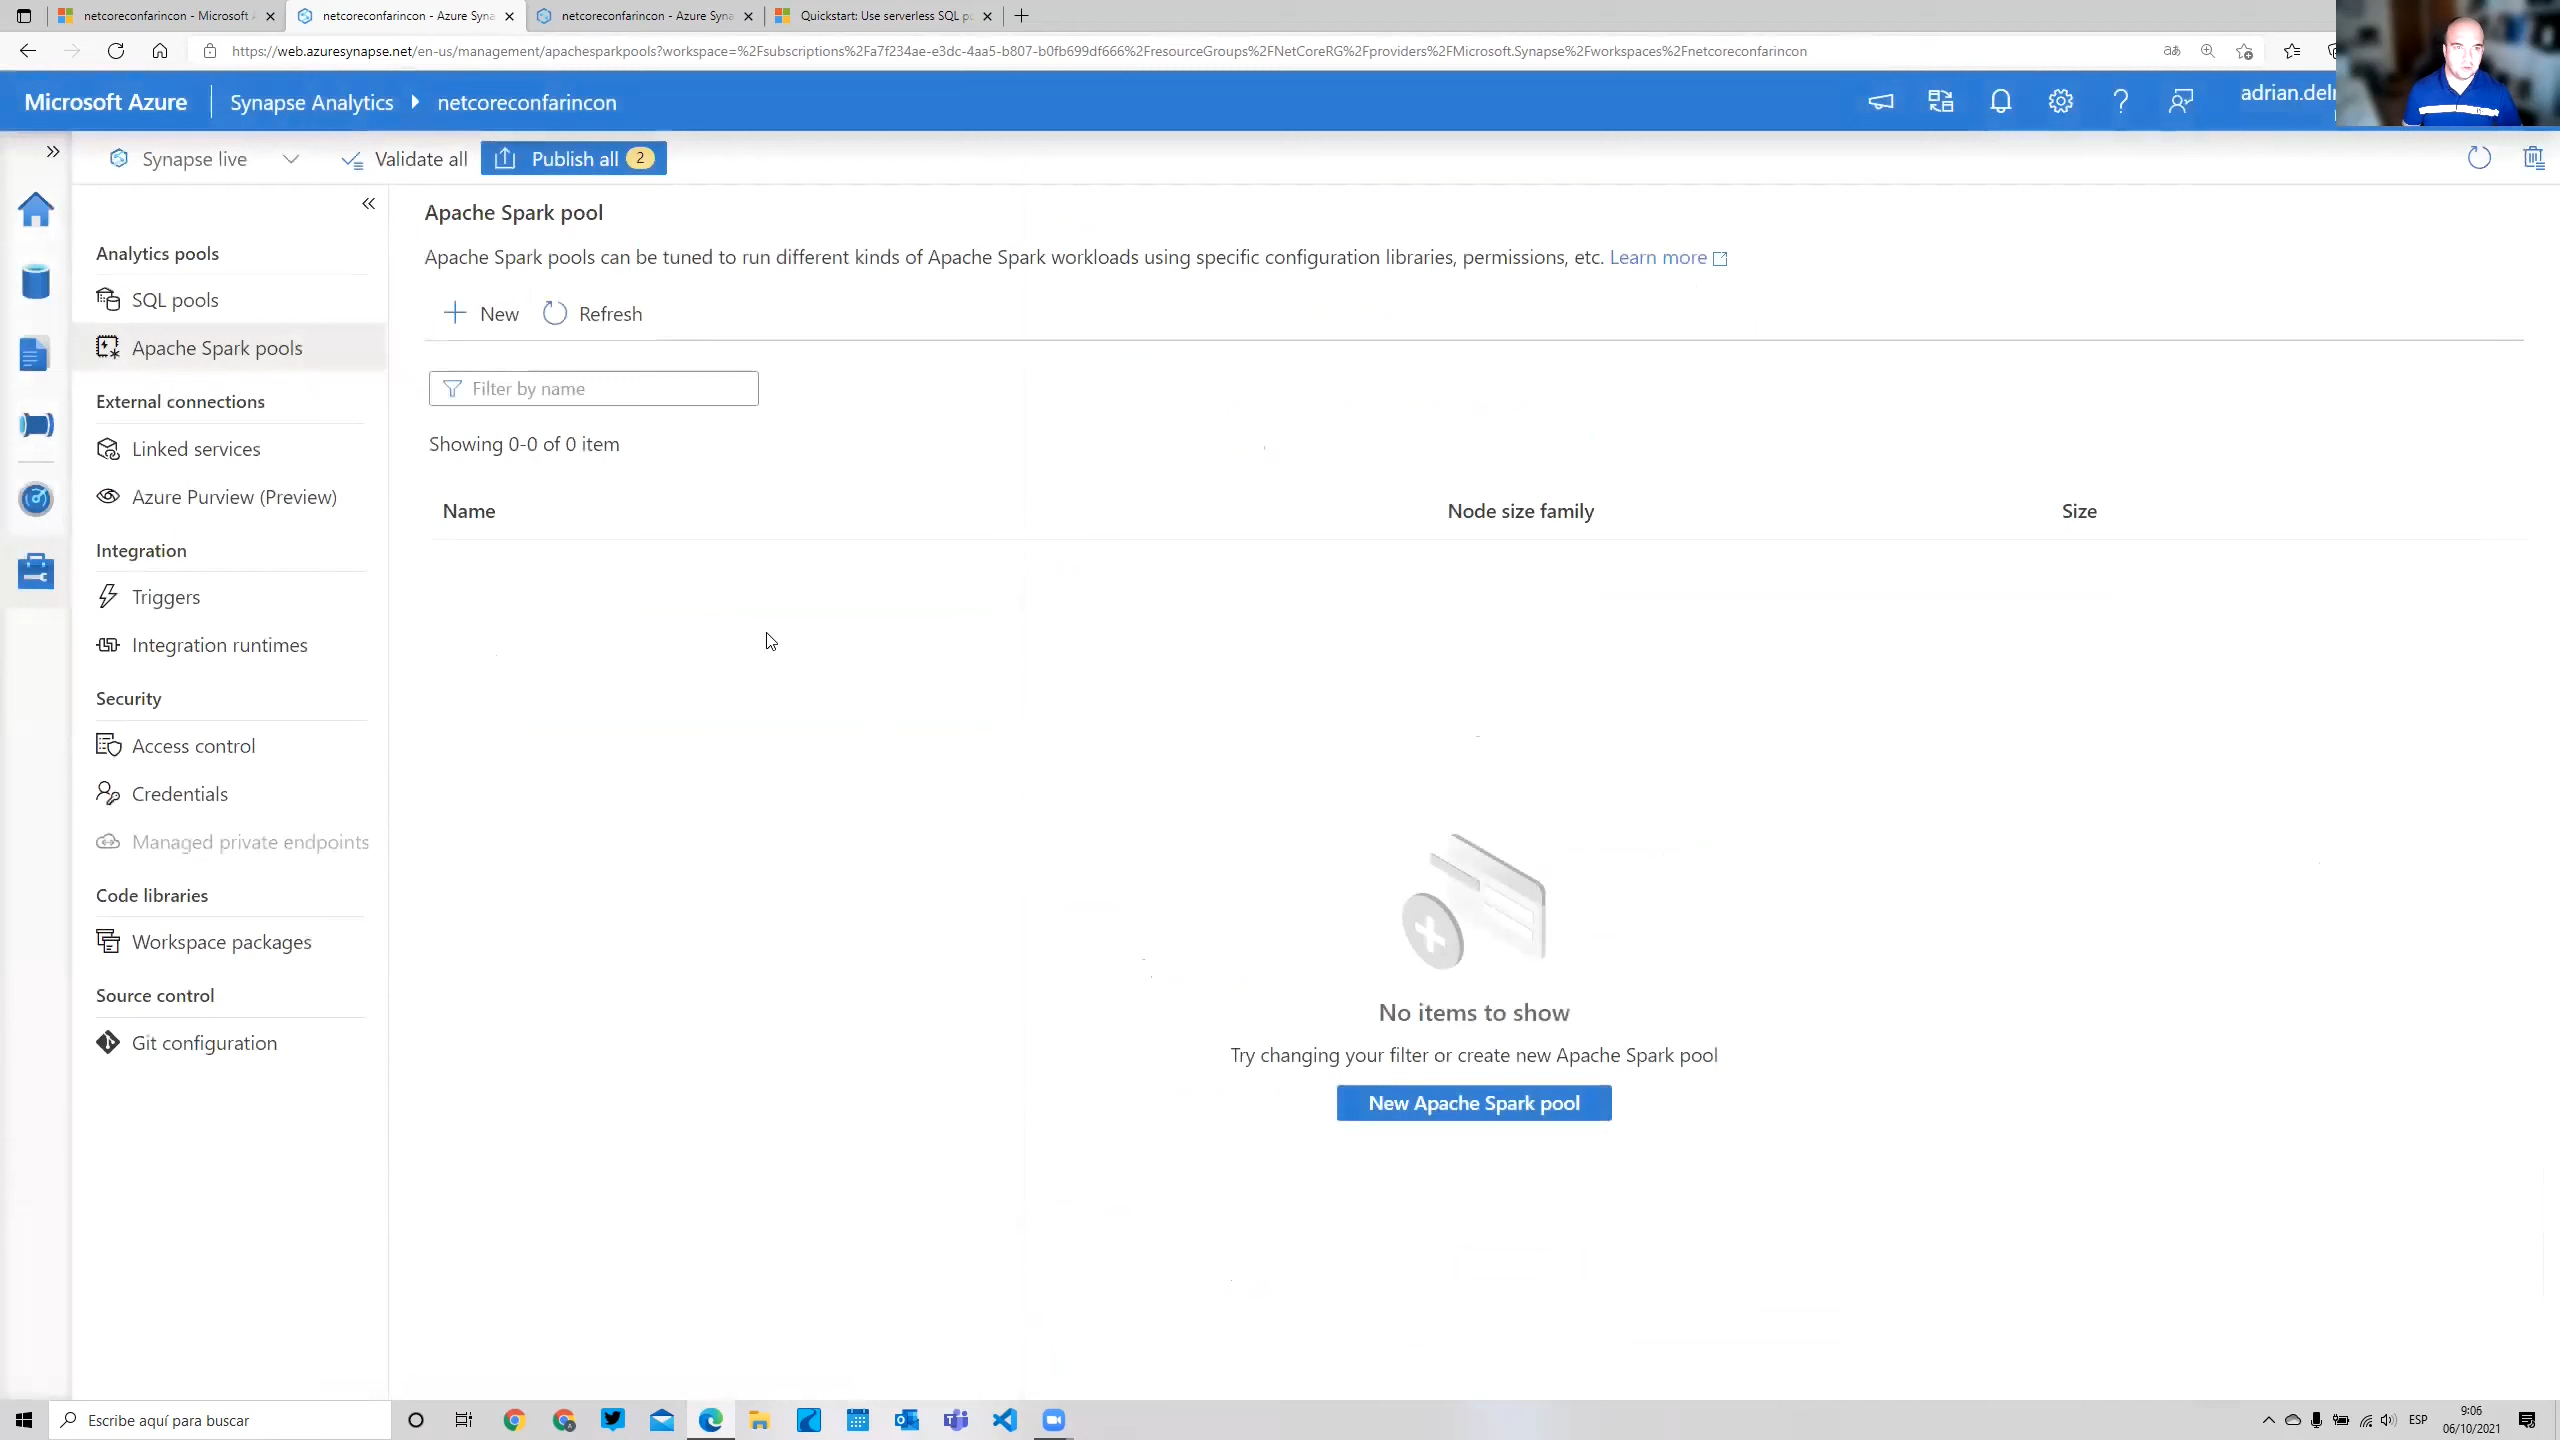 netcoreconfarincon - Microsoft
netcoreconfarincon - Azure Syna
netcoreconfarincon - Azure Syna
Quickstart: Use serverless SQL p
https://web.azuresynapse.net/en-us/management/apachesparkpools?workspace=%2Fsubscriptions%2Fa7f234ae-e3dc-4aa5-b807-b0fb699df666%2FresourceGroups%2FNetCoreRG%2Fproviders%2FMicrosoft.Synapse%2Fworkspaces%2Fnetcoreconfarincon
Microsoft Azure
Synapse Analytics
netcoreconfarincon
adrian.delr
Synapse live
Validate all
Publish all 2
Analytics pools
SQL pools
Apache Spark pools
External connections
Linked services
Azure Purview (Preview)
Integration
Triggers
Integration runtimes
Security
Access control
Credentials
Managed private endpoints
Code libraries
Workspace packages
Source control
Git configuration
Apache Spark pool
Apache Spark pools can be tuned to run different kinds of Apache Spark workloads using specific configuration libraries, permissions, etc. Learn more
New
Refresh
Filter by name
Showing 0-0 of 0 item
Name
Node size family
Size
No items to show
Try changing your filter or create new Apache Spark pool
New Apache Spark pool
Escribe aquí para buscar
ESP
9:06
06/10/2021